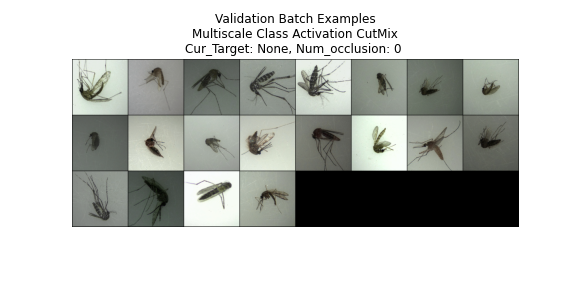 Validation Batch Examples
Multiscale Class Activation CutMix
Cur_Target: None, Num_occlusion: 0